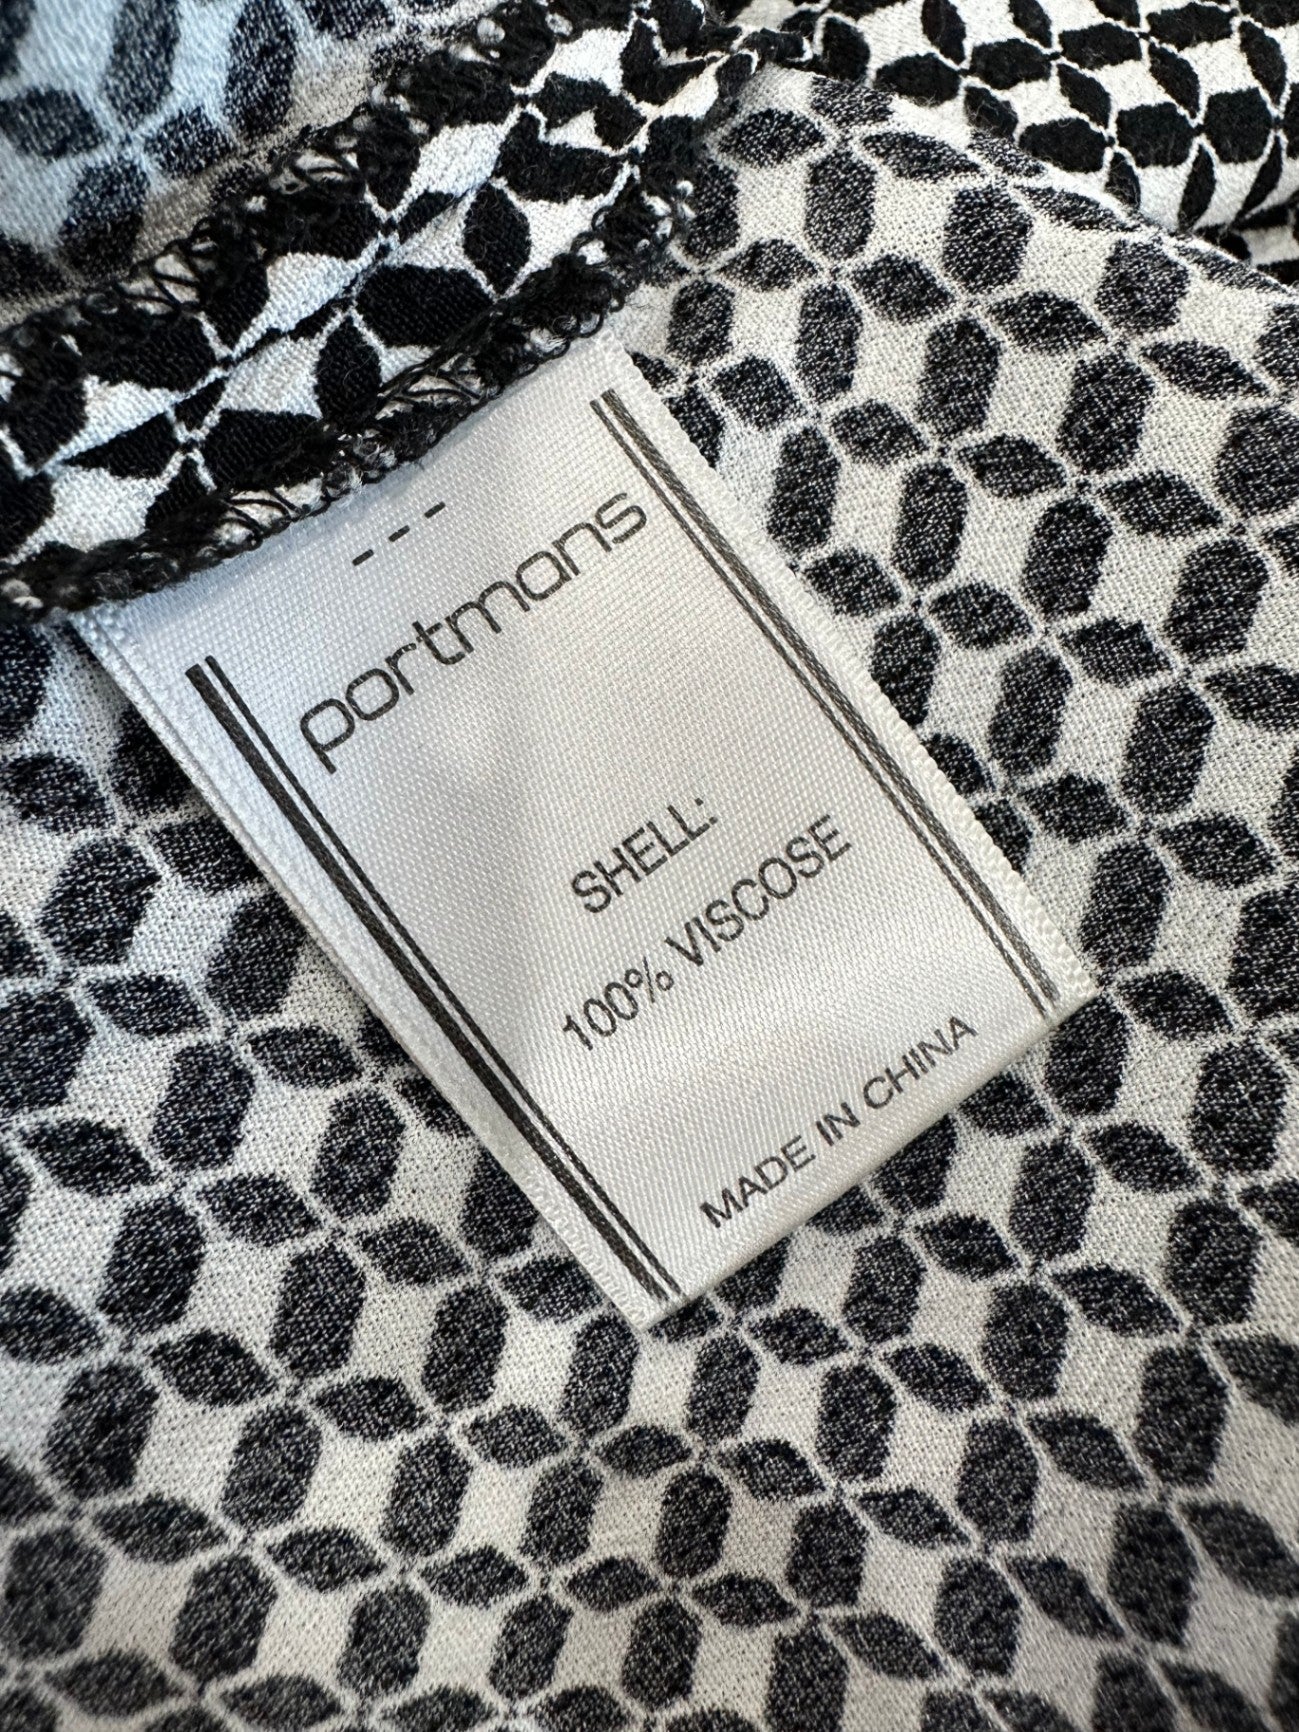 portmans
SHELL:
100% VISCOSE
MADE IN CHINA